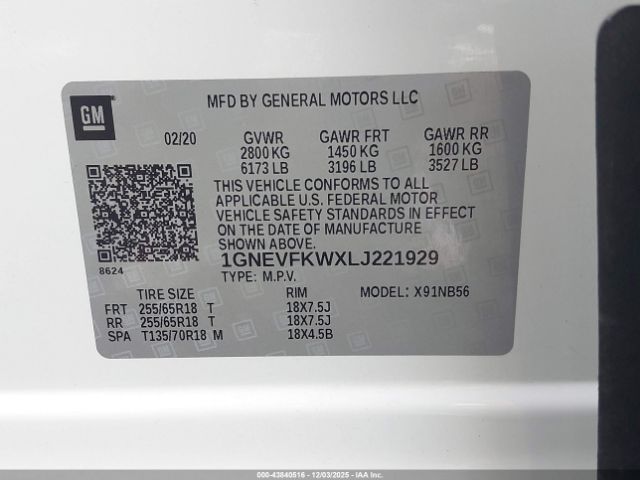 GM
MFD BY GENERAL MOTORS LLC
02/20 GVWR GAWR FRT GAWR RR
2800 KG 1450 KG 1600 KG
6173 LB 3196 LB 3527 LB
THIS VEHICLE CONFORMS TO ALL
APPLICABLE U.S. FEDERAL MOTOR
VEHICLE SAFETY STANDARDS IN EFFECT
ON THE DATE OF MANUFACTURE
SHOWN ABOVE.
8624
1GNEVFKWXLJ221929
TYPE: M.P.V.
TIRE SIZE RIM MODEL: X91NB56
FRT 255/65R18 T 18X7.5J
RR 255/65R18 T 18X7.5J
SPA T135/70R18 M 18X4.5B
000-43840516 - 12/03/2025 - IAA, Inc.